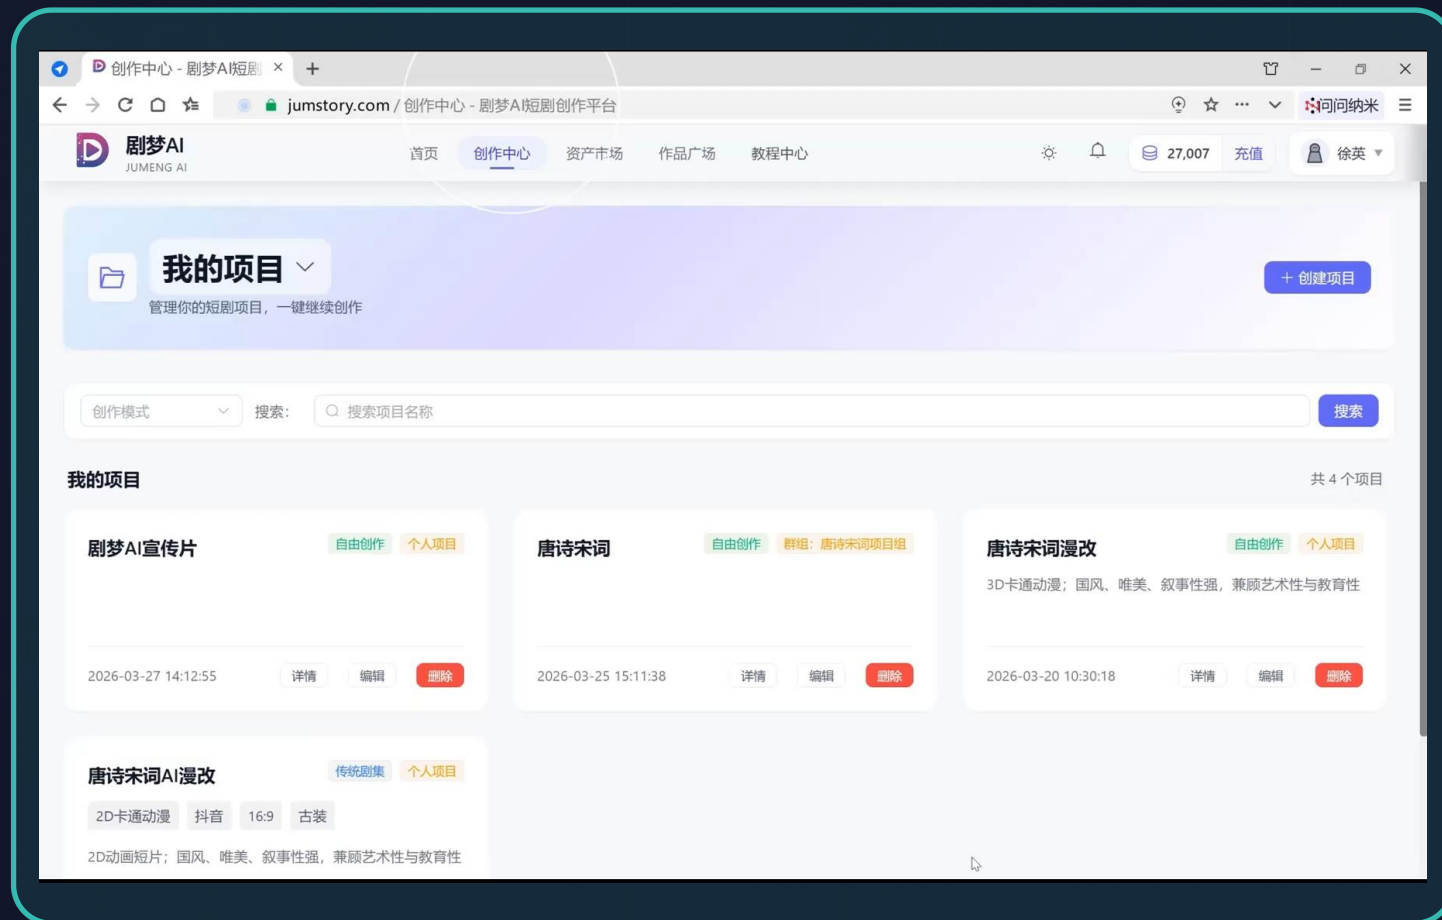 创作中心 - 剧梦AI短剧
jumstory.com / 创作中心 - 剧梦AI短剧创作平台
问问纳米
剧梦AI
JUMENG AI
首页 创作中心 资产市场 作品广场 教程中心
27,007 充值 徐英
我的项目
管理你的短剧项目，一键继续创作
+ 创建项目
创作模式 搜索： 搜索项目名称 搜索
我的项目 共 4 个项目
剧梦AI宣传片 自由创作 个人项目
2026-03-27 14:12:55 详情 编辑 删除
唐诗宋词 自由创作 群组：唐诗宋词项目组
2026-03-25 15:11:38 详情 编辑 删除
唐诗宋词漫改 自由创作 个人项目
3D卡通动漫；国风、唯美、叙事性强，兼顾艺术性与教育性
2026-03-20 10:30:18 详情 编辑 删除
唐诗宋词AI漫改 传统剧集 个人项目
2D卡通动漫 抖音 16:9 古装
2D动画短片；国风、唯美、叙事性强，兼顾艺术性与教育性